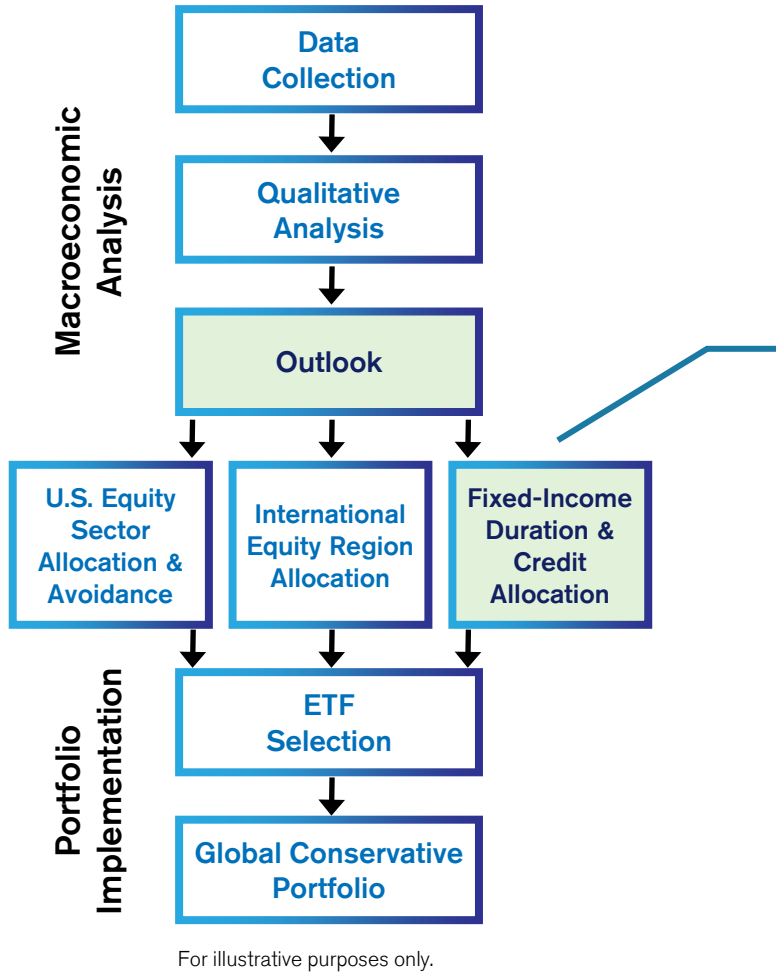 Macroeconomic
Analysis
Data
Collection
Qualitative
Analysis
Outlook
U.S. Equity
Sector
Allocation &
Avoidance
International
Equity Region
Allocation
Fixed-Income
Duration &
Credit
Allocation
Portfolio
Implementation
ETF
Selection
Global Conservative
Portfolio
For illustrative purposes only.